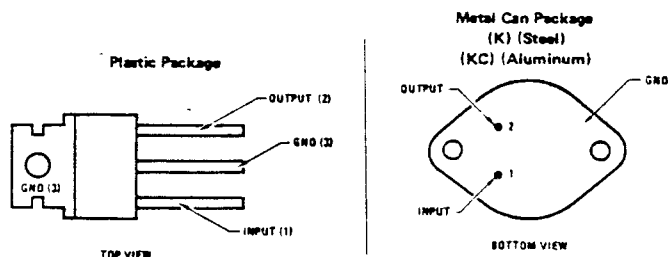 Plastic Package
OUTPUT (2)
GND (3)
GND (3)
INPUT (1)
TOP VIEW
Metal Can Package
(K) (Steel)
(KC) (Aluminum)
OUTPUT
GND
2
1
INPUT
BOTTOM VIEW